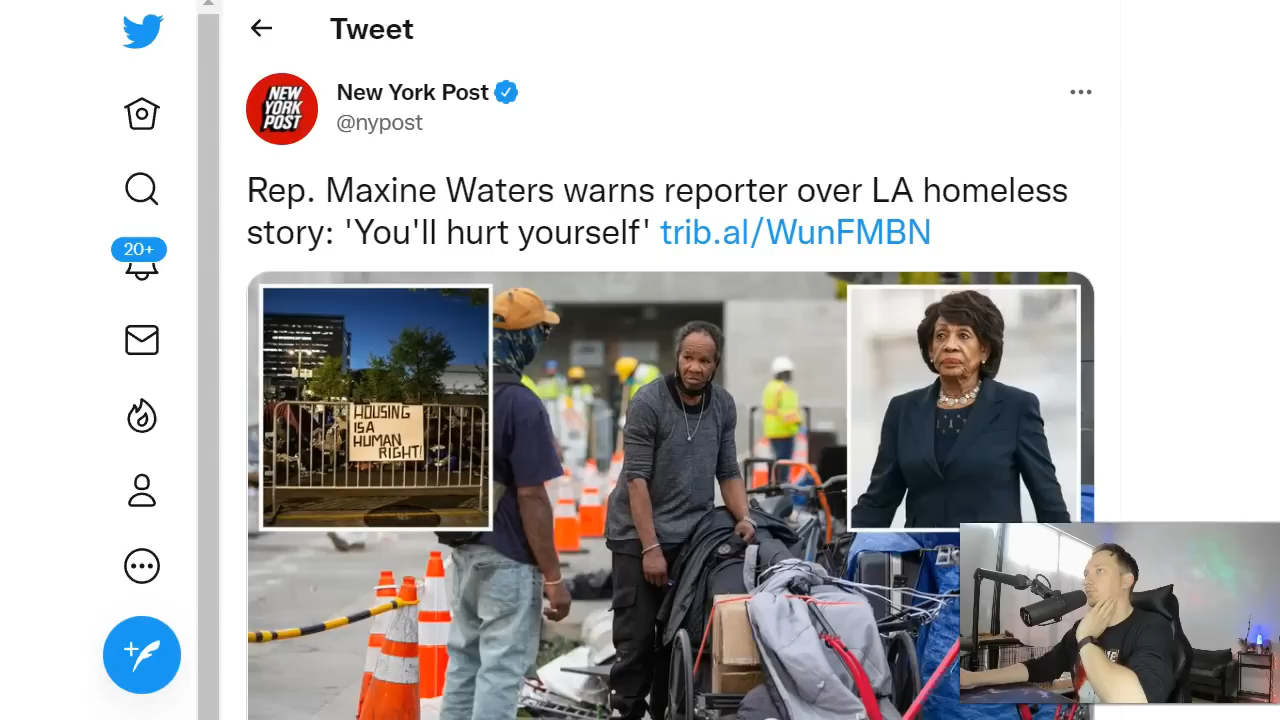 Tweet
NEW
YORK
POST
New York Post
@nypost
Rep. Maxine Waters warns reporter over LA homeless
story: 'You'll hurt yourself' trib.al/WunFMBN
20+
HOUSING
IS A
HUMAN
RIGHT!